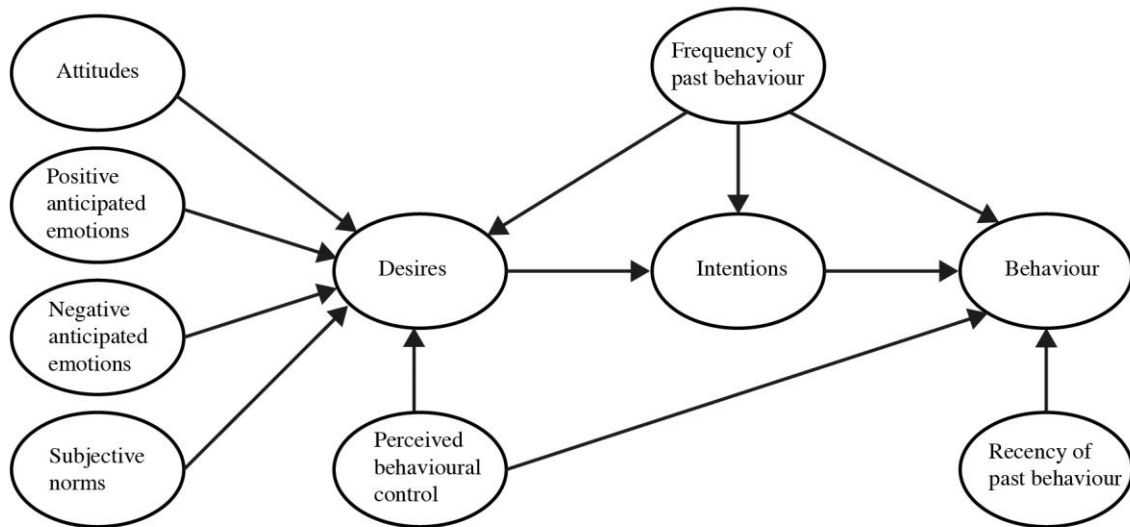 Attitudes
Frequency of
past behaviour
Positive
anticipated
emotions
Desires
Intentions
Behaviour
Negative
anticipated
emotions
Subjective
norms
Perceived
behavioural
control
Recency of
past behaviour